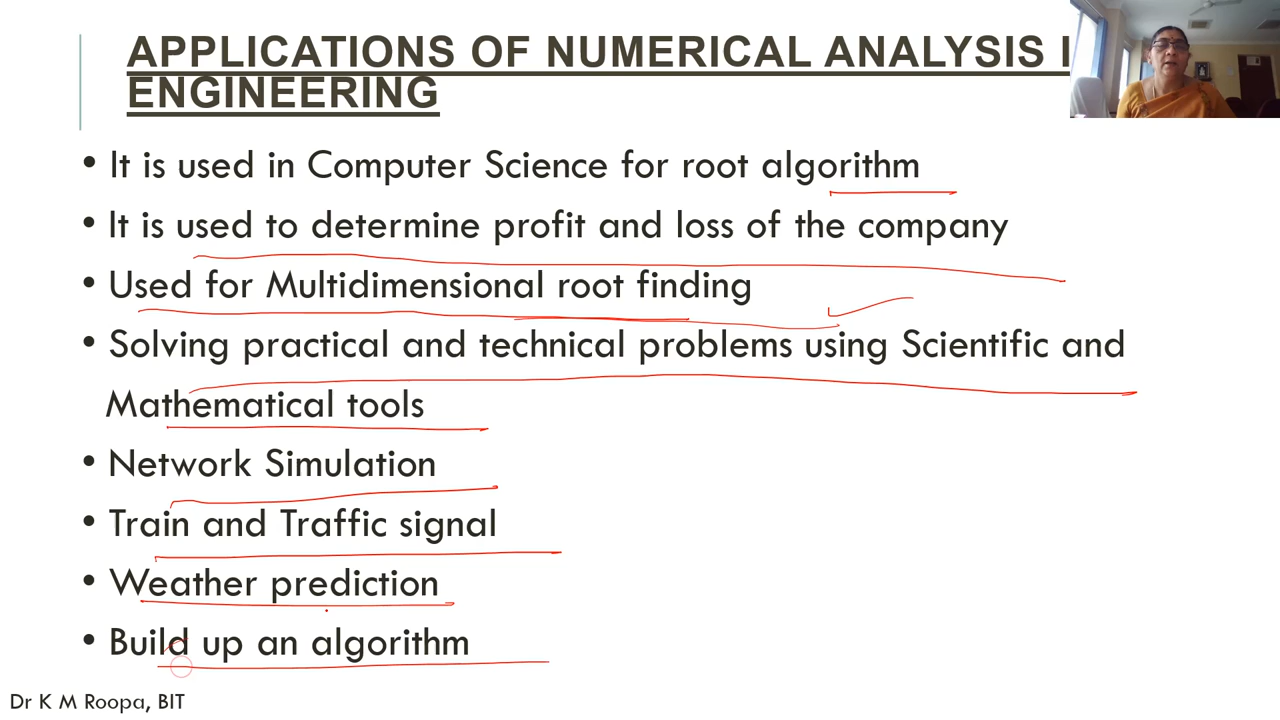 APPLICATIONS OF NUMERICAL ANALYSIS I
ENGINEERING
• It is used in Computer Science for root algorithm
• It is used to determine profit and loss of the company
• Used for Multidimensional root finding
• Solving practical and technical problems using Scientific and
Mathematical tools
• Network Simulation
• Train and Traffic signal
• Weather prediction
• Build up an algorithm
Dr K M Roopa, BIT